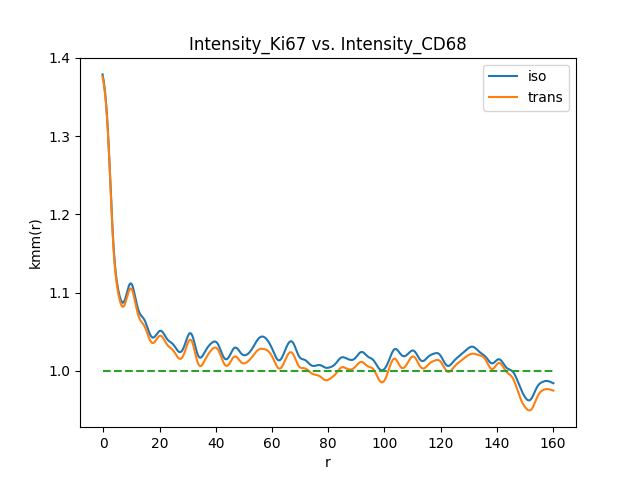 Intensity_Ki67 vs. Intensity_CD68
iso
trans
1.4
1.3
1.2
1.1
1.0
kmm(r)
0 20 40 60 80 100 120 140 160
r